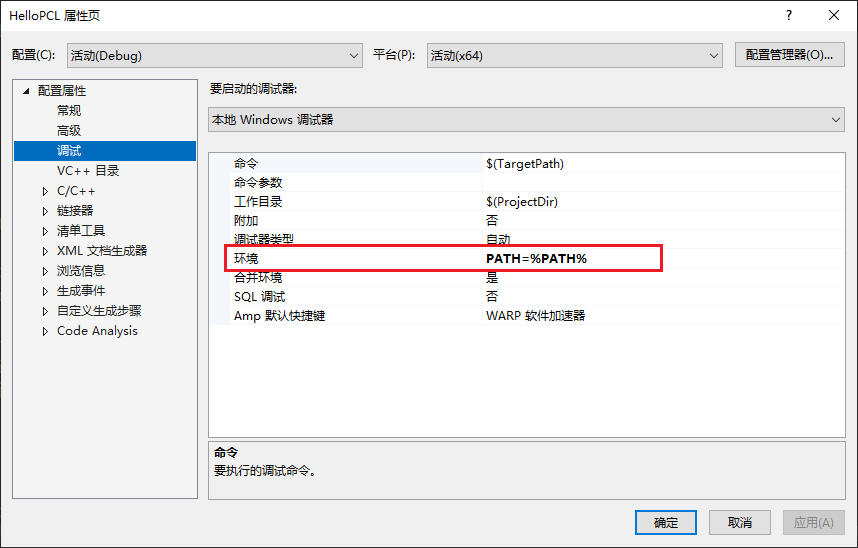 HelloPCL 属性页
配置(C): 活动(Debug) 平台(P): 活动(x64) 配置管理器(O)...
配置属性
常规
高级
调试
VC++ 目录
C/C++
链接器
清单工具
XML 文档生成器
浏览信息
生成事件
自定义生成步骤
Code Analysis
要启动的调试器:
本地 Windows 调试器
命令 $(TargetPath)
命令参数
工作目录 $(ProjectDir)
附加 否
调试器类型 自动
环境 PATH=%PATH%
合并环境 是
SQL 调试 否
Amp 默认快捷键 WARP 软件加速器
命令
要执行的调试命令。
确定 取消 应用(A)